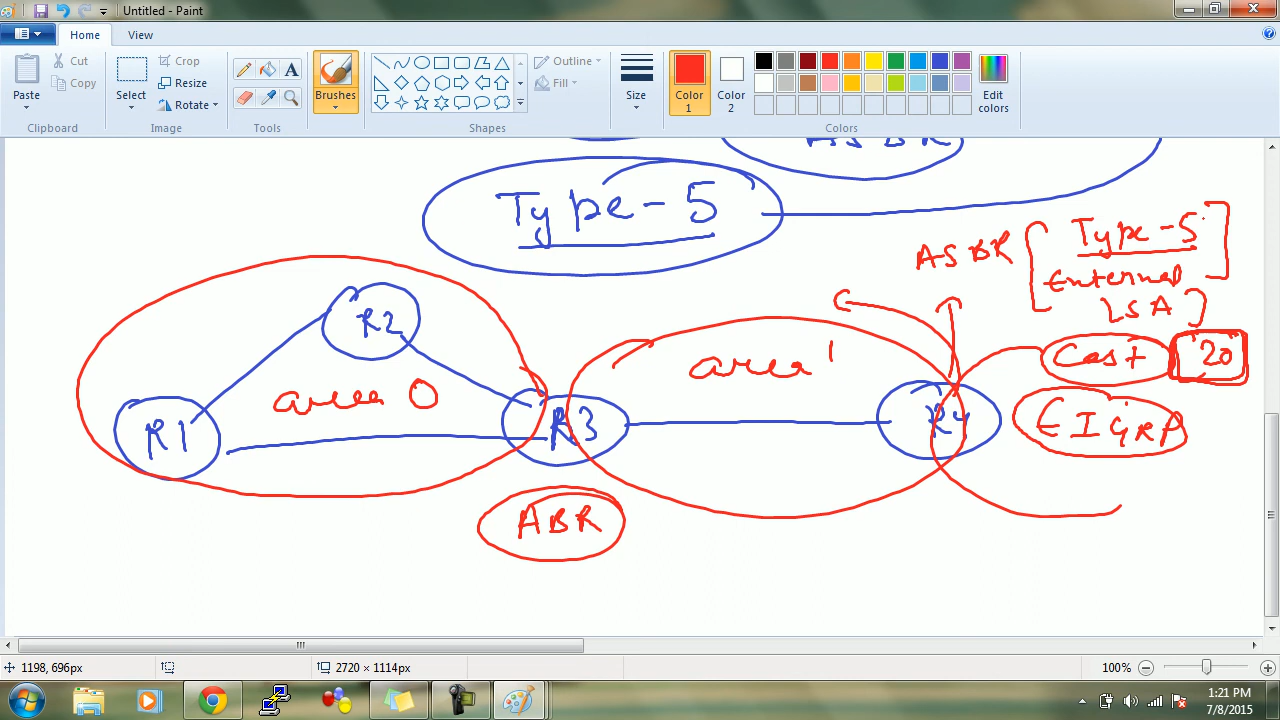 Untitled - Paint
Home
View
Paste
Cut
Copy
Clipboard
Select
Crop
Resize
Rotate
Image
Tools
Brushes
Shapes
Outline
Fill
Size
Color 1
Color 2
Edit colors
Colors
ASBR
Type-5
ASBR
Type-5
External
LSA
Cost
20
R2
area 1
area 0
R1
R3
R4
EIGRP
ABR
1198, 696px
2720 × 1114px
100%
1:21 PM
7/8/2015